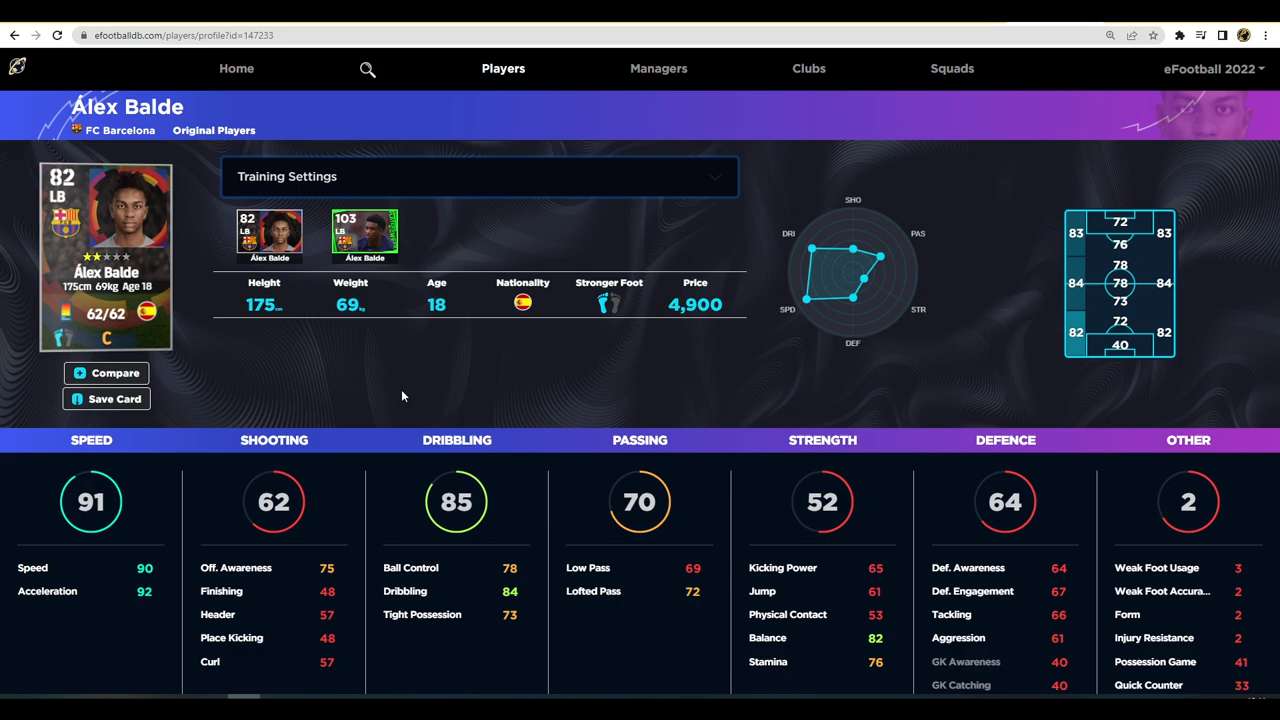 efootballdb.com/players/profile?id=147233
Home Players Managers Clubs Squads eFootball 2022
Álex Balde
FC Barcelona Original Players
82
LB
Álex Balde
175cm 69kg Age 18
62/62
C
Compare
Save Card
Training Settings
82
LB
Álex Balde
103
LB
Álex Balde
Height Weight Age Nationality Stronger Foot Price
175cm 69kg 18 4,900
SHO
DRI PAS
SPD STR
DEF
72
83 83
76
78
84 78 84
73
72
82 82
40
SPEED SHOOTING DRIBBLING PASSING STRENGTH DEFENCE OTHER
91 62 85 70 52 64 2
Speed 90
Acceleration 92
Off. Awareness 75
Finishing 48
Header 57
Place Kicking 48
Curl 57
Ball Control 78
Dribbling 84
Tight Possession 73
Low Pass 69
Lofted Pass 72
Kicking Power 65
Jump 61
Physical Contact 53
Balance 82
Stamina 76
Def. Awareness 64
Def. Engagement 67
Tackling 66
Aggression 61
GK Awareness 40
GK Catching 40
Weak Foot Usage 3
Weak Foot Accura... 2
Form 2
Injury Resistance 2
Possession Game 41
Quick Counter 33